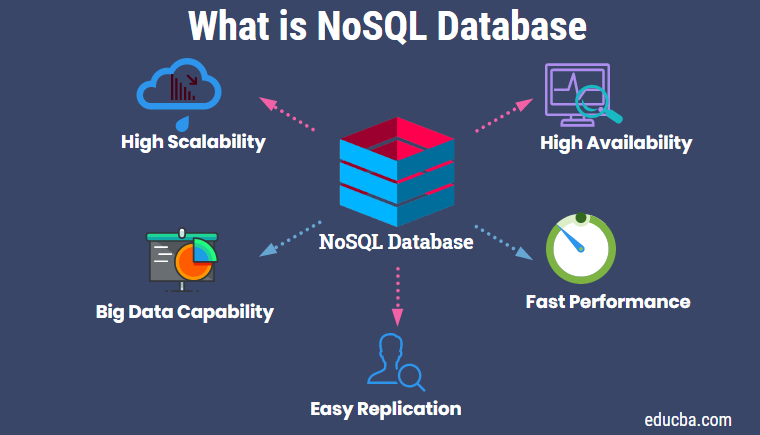 What is NoSQL Database
High Scalability
High Availability
NoSQL Database
Big Data Capability
Fast Performance
Easy Replication
educba.com